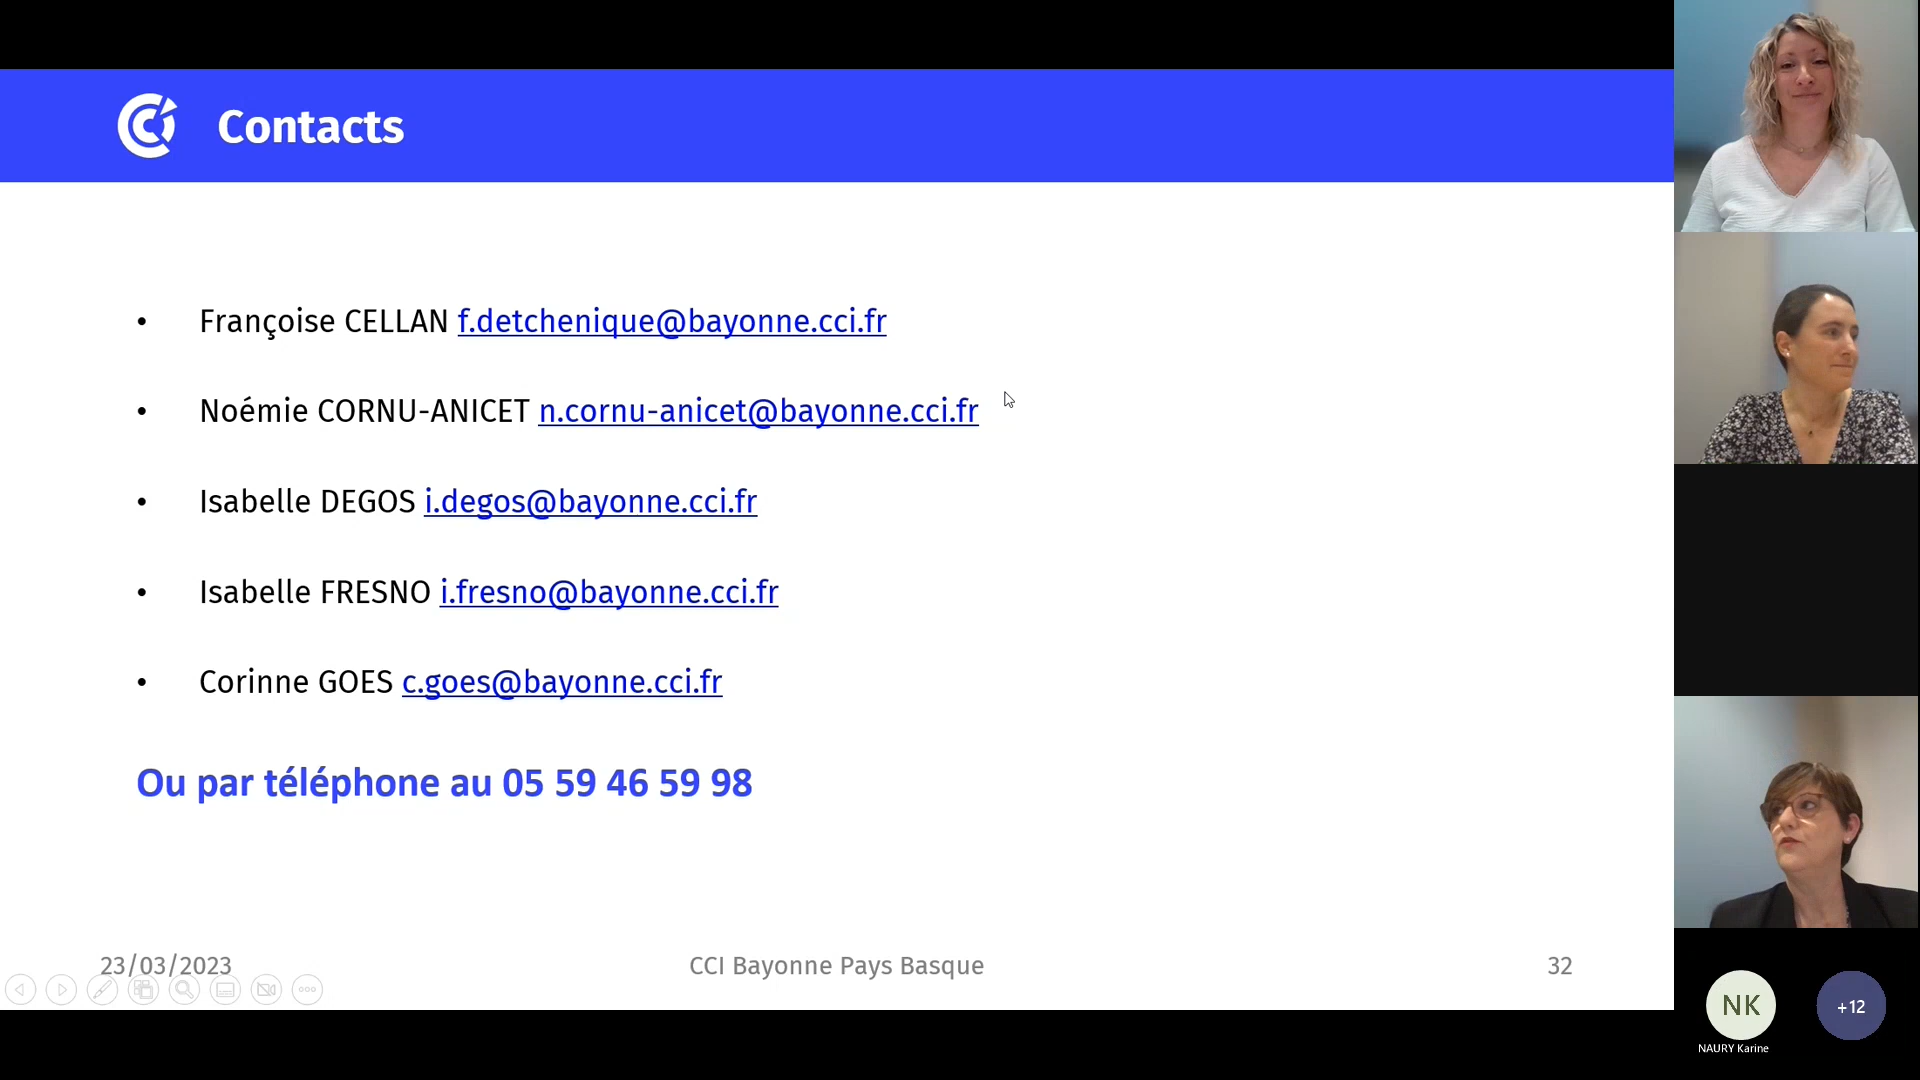 Contacts
• Françoise CELLAN f.detchenique@bayonne.cci.fr
• Noémie CORNU-ANICET n.cornu-anicet@bayonne.cci.fr
• Isabelle DEGOS i.degos@bayonne.cci.fr
• Isabelle FRESNO i.fresno@bayonne.cci.fr
• Corinne GOES c.goes@bayonne.cci.fr
Ou par téléphone au 05 59 46 59 98
23/03/2023
CCI Bayonne Pays Basque
32
NK
+12
NAURY Karine